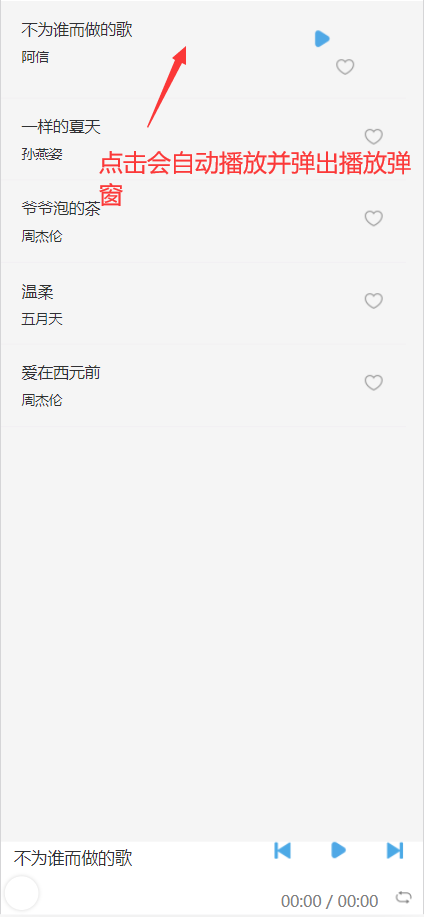 不为谁而做的歌
阿信
一样的夏天
孙燕姿
点击会自动播放并弹出播放弹
窗
爷爷泡的茶
周杰伦
温柔
五月天
爱在西元前
周杰伦
不为谁而做的歌
00:00 / 00:00